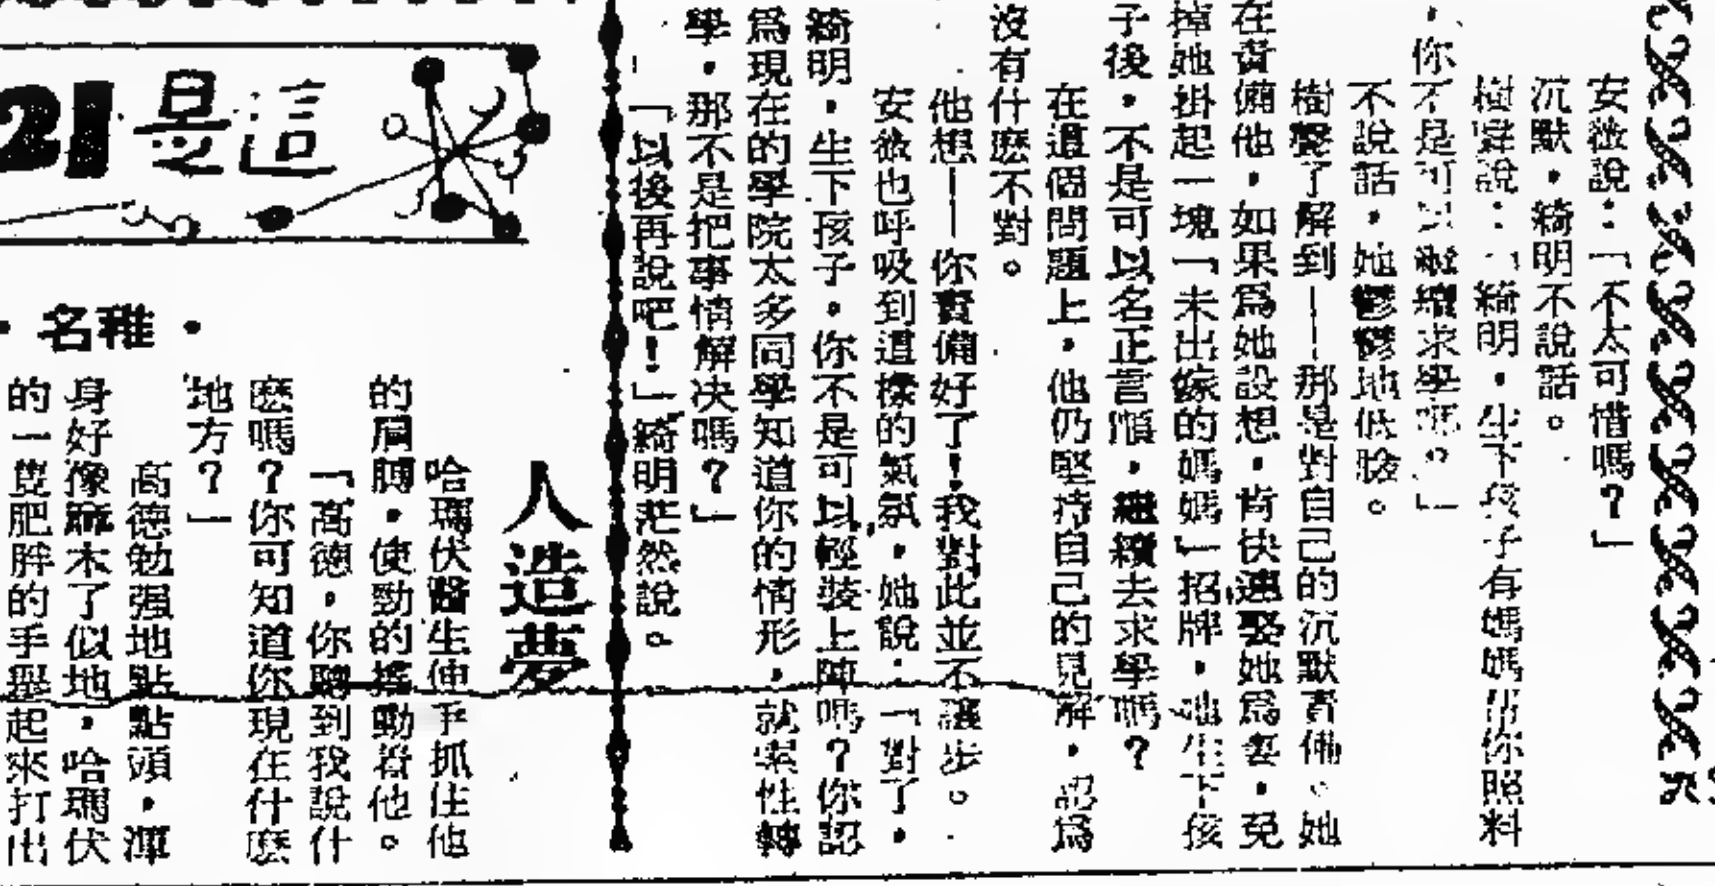 安薇說：「不太可惜嗎？」
沉默，綺明不說話。
樹聲說：「綺明，生下孩子有媽媽幫你照料
，你不是可以繼續求學嗎。」
不說話，她鬱鬱地低臉。
樹聲了解到——那是對自己的沉默責備。她
在責備他，如果爲她設想，肯快速娶她爲妻，免
掉她掛起一塊「未出嫁的媽媽」招牌，她生下孩
子後，不是可以名正言順，繼續去求學嗎？
在這個問題上，他仍堅持自己的見解，認爲
沒有什麽不對。
他想——你責備好了！我對此並不讓步。
安薇也呼吸到這樣的氣氛，她說：「對了，
綺明，生下孩子，你不是可以輕裝上陣嗎？你認
爲現在的學院太多同學知道你的情形，就索性轉
學，那不是把事情解决嗎？」
「以後再說吧！」綺明茫然說。
這是21
人造夢
・名稚・
哈瑪伏醫生伸手抓住他
的肩膊，使勁的搖動着他。
「高德，你聽到我說什
麽嗎？你可知道你現在什麽
地方？」
高德勉强地點點頭，渾
身好像麻木了似地，哈瑪伏
的一隻肥胖的手舉起來打出